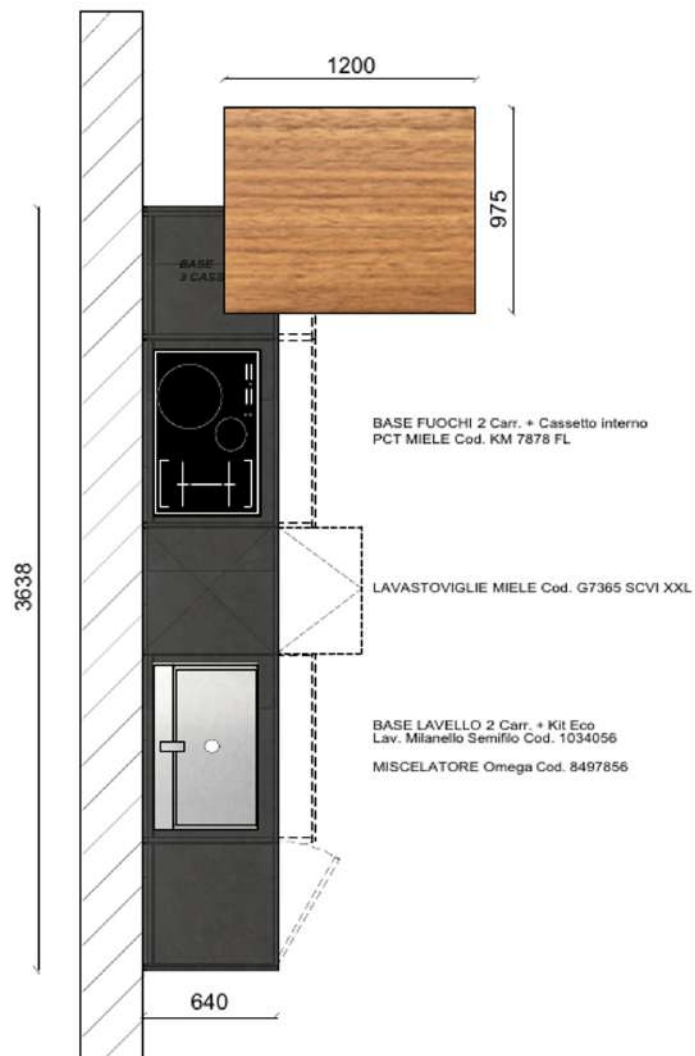 1200
975
BASE
3 CASS
BASE FUOCHI 2 Carr. + Cassetto interno
PCT MIELE Cod. KM 7878 FL
3638
LAVASTOVIGLIE MIELE Cod. G7365 SCVI XXL
BASE LAVELLO 2 Carr. + Kit Eco
Lav. Milanello Semifilo Cod. 1034056
MISCELATORE Omega Cod. 8497856
640